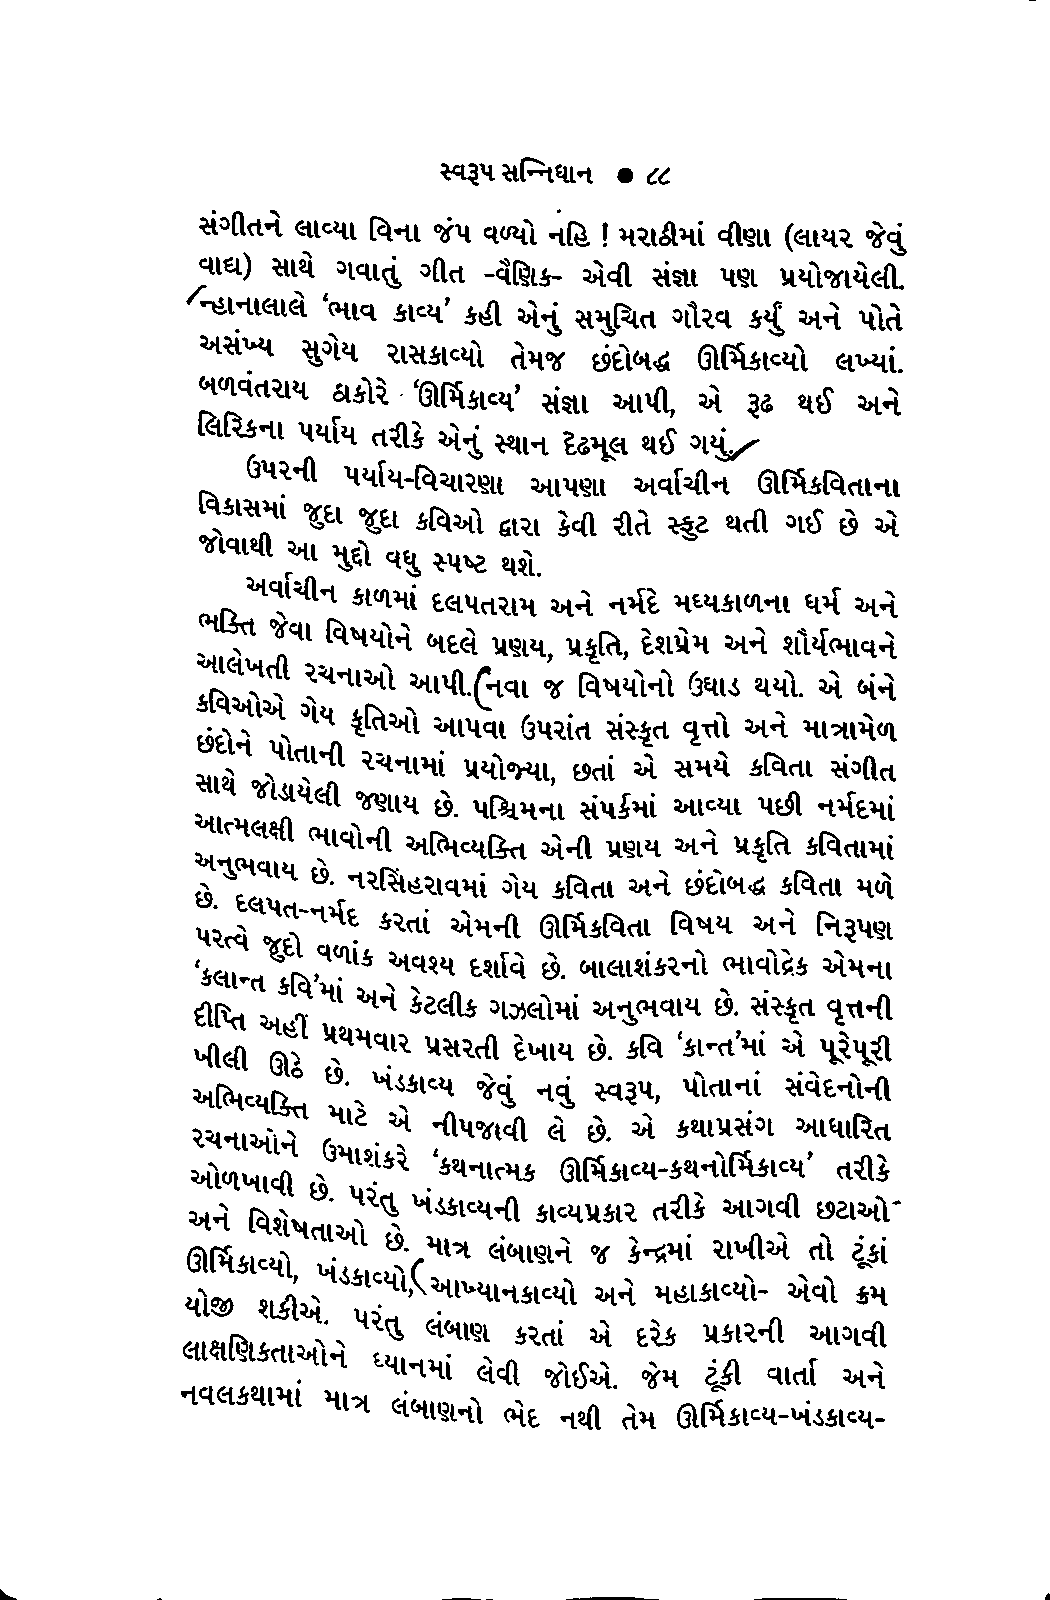 સ્વરૂપ સન્નિધાન ● ૮૮
સંગીતને લાવ્યા વિના જંપ વળ્યો નહિ ! મરાઠીમાં વીણા (લાયર જેવું
વાદ્ય) સાથે ગવાતું ગીત -વૈણિક- એવી સંજ્ઞા પણ પ્રયોજાયેલી.
ન્હાનાલાલે ‘ભાવ કાવ્ય’ કહી એનું સમુચિત ગૌરવ કર્યું અને પોતે
અસંખ્ય સુગેય રાસકાવ્યો તેમજ છંદોબદ્ધ ઊર્મિકાવ્યો લખ્યાં.
બળવંતરાય ઠાકોરે ‘ઊર્મિકાવ્ય’ સંજ્ઞા આપી, એ રૂઢ થઈ અને
લિરિકના પર્યાય તરીકે એનું સ્થાન દૃઢમૂલ થઈ ગયું.
ઉપરની પર્યાય-વિચારણા આપણા અર્વાચીન ઊર્મિકવિતાના
વિકાસમાં જુદા જુદા કવિઓ દ્વારા કેવી રીતે સ્ફુટ થતી ગઈ છે એ
જોવાથી આ મુદ્દો વધુ સ્પષ્ટ થશે.
અર્વાચીન કાળમાં દલપતરામ અને નર્મદે મધ્યકાળના ધર્મ અને
ભક્તિ જેવા વિષયોને બદલે પ્રણય, પ્રકૃતિ, દેશપ્રેમ અને શૌર્યભાવને
આલેખતી રચનાઓ આપી.(નવા જ વિષયોનો ઉઘાડ થયો. એ બંને
કવિઓએ ગેય કૃતિઓ આપવા ઉપરાંત સંસ્કૃત વૃત્તો અને માત્રામેળ
છંદોને પોતાની રચનામાં પ્રયોજ્યા, છતાં એ સમયે કવિતા સંગીત
સાથે જોડાયેલી જણાય છે. પશ્ચિમના સંપર્કમાં આવ્યા પછી નર્મદમાં
આત્મલક્ષી ભાવોની અભિવ્યક્તિ એની પ્રણય અને પ્રકૃતિ કવિતામાં
અનુભવાય છે. નરસિંહરાવમાં ગેય કવિતા અને છંદોબદ્ધ કવિતા મળે
છે. દલપત-નર્મદ કરતાં એમની ઊર્મિકવિતા વિષય અને નિરૂપણ
પરત્વે જુદો વળાંક અવશ્ય દર્શાવે છે. બાલાશંકરનો ભાવોદ્રેક એમના
‘કલાન્ત કવિ’માં અને કેટલીક ગઝલોમાં અનુભવાય છે. સંસ્કૃત વૃત્તની
દીપ્તિ અહીં પ્રથમવાર પ્રસરતી દેખાય છે. કવિ ‘કાન્ત’માં એ પૂરેપૂરી
ખીલી ઊઠે છે. ખંડકાવ્ય જેવું નવું સ્વરૂપ, પોતાનાં સંવેદનોની
અભિવ્યક્તિ માટે એ નીપજાવી લે છે. એ કથાપ્રસંગ આધારિત
રચનાઓને ઉમાશંકરે ‘કથનાત્મક ઊર્મિકાવ્ય-કથનોર્મિકાવ્ય’ તરીકે
ઓળખાવી છે. પરંતુ ખંડકાવ્યની કાવ્યપ્રકાર તરીકે આગવી છટાઓ
અને વિશેષતાઓ છે. માત્ર લંબાણને જ કેન્દ્રમાં રાખીએ તો ટૂંકાં
ઊર્મિકાવ્યો, ખંડકાવ્યો,(આખ્યાનકાવ્યો અને મહાકાવ્યો- એવો ક્રમ
યોજી શકીએ. પરંતુ લંબાણ કરતાં એ દરેક પ્રકારની આગવી
લાક્ષણિકતાઓને ધ્યાનમાં લેવી જોઈએ. જેમ ટૂંકી વાર્તા અને
નવલકથામાં માત્ર લંબાણનો ભેદ નથી તેમ ઊર્મિકાવ્ય-ખંડકાવ્ય-